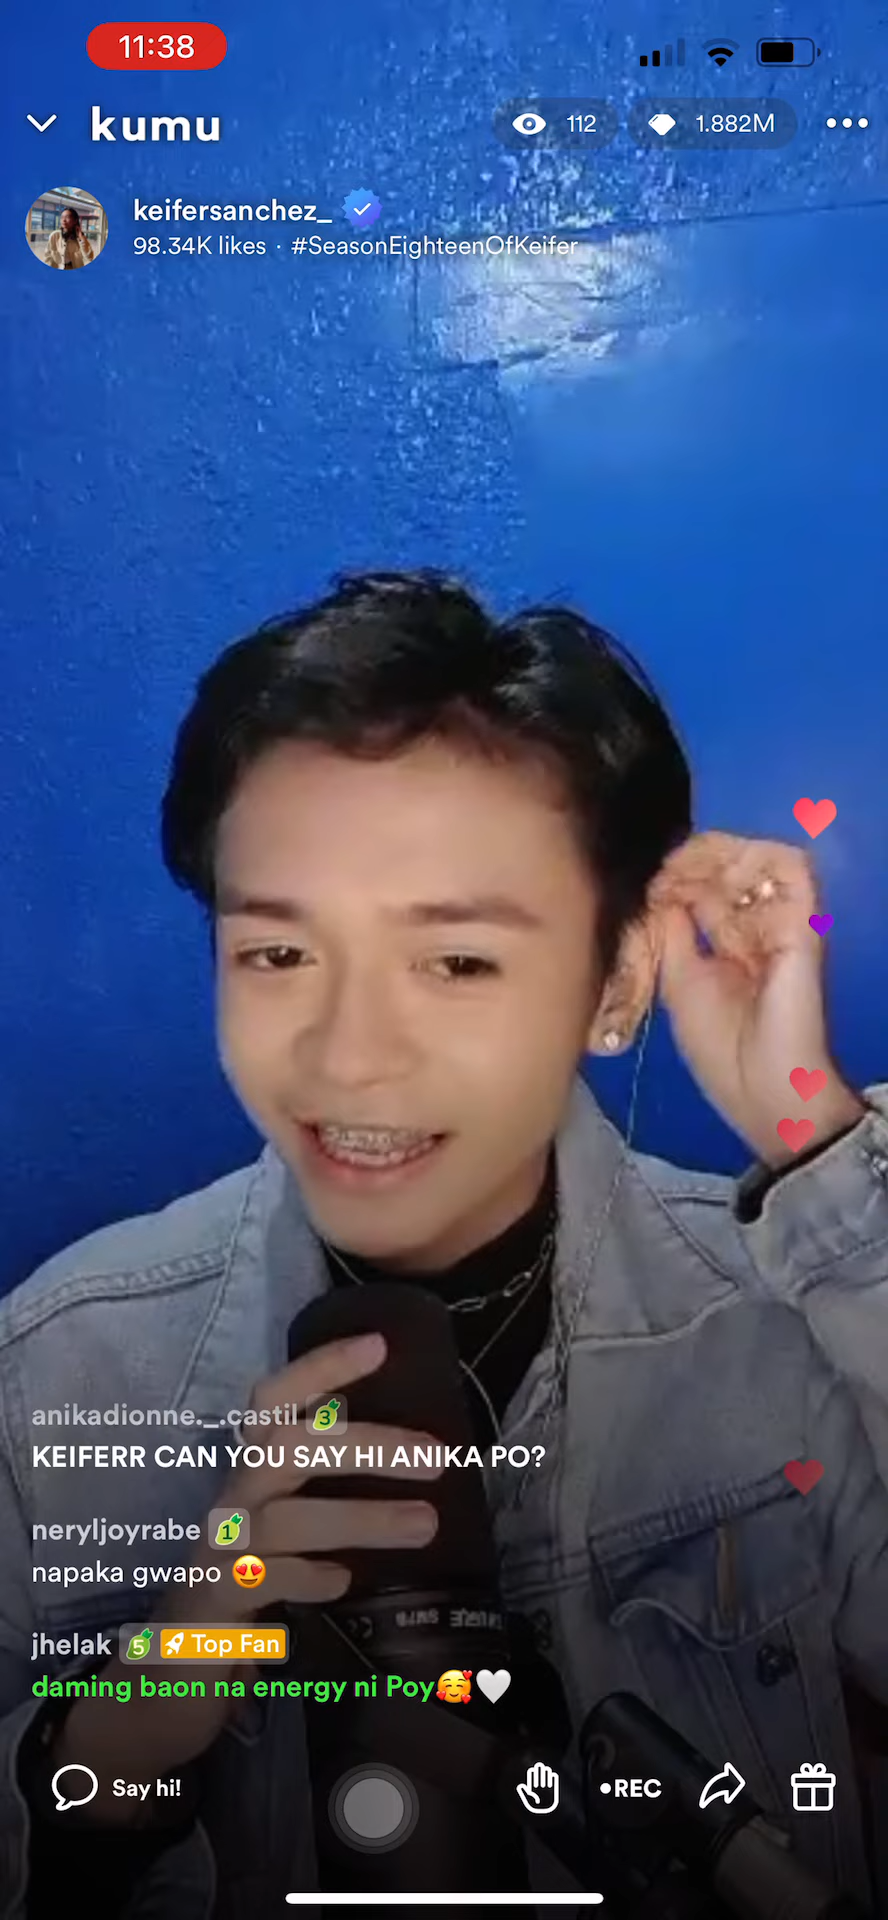 11:38
kumu
112
1.882M
keifersanchez_
98.34K likes · #SeasonEighteenOfKeifer
anikadionne._.castil 3
KEIFERR CAN YOU SAY HI ANIKA PO?
neryljoyrabe 1
napaka gwapo 😍
jhelak 5 Top Fan
daming baon na energy ni Poy🥰🤍
Say hi!
•REC